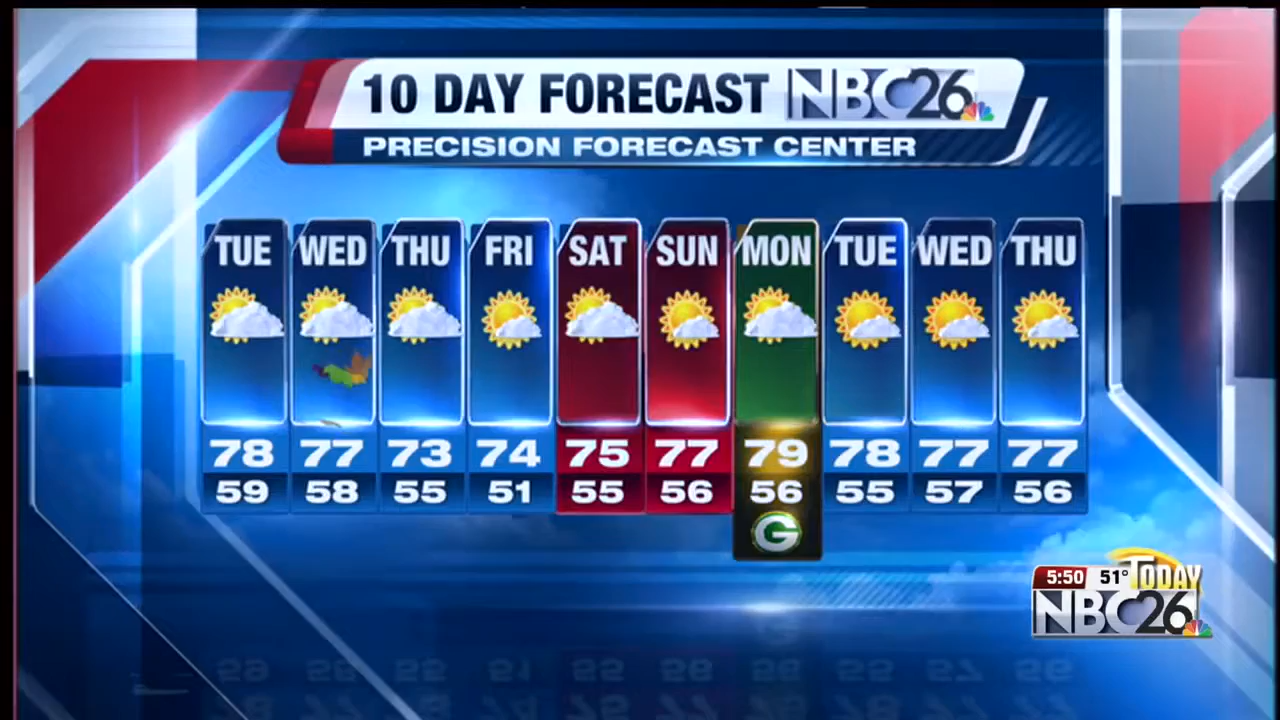 10 DAY FORECAST NBC26
PRECISION FORECAST CENTER
TUE WED THU FRI SAT SUN MON TUE WED THU
78 77 73 74 75 77 79 78 77 77
59 58 55 51 55 56 56 55 57 56
G
5:50 51° TODAY
NBC26